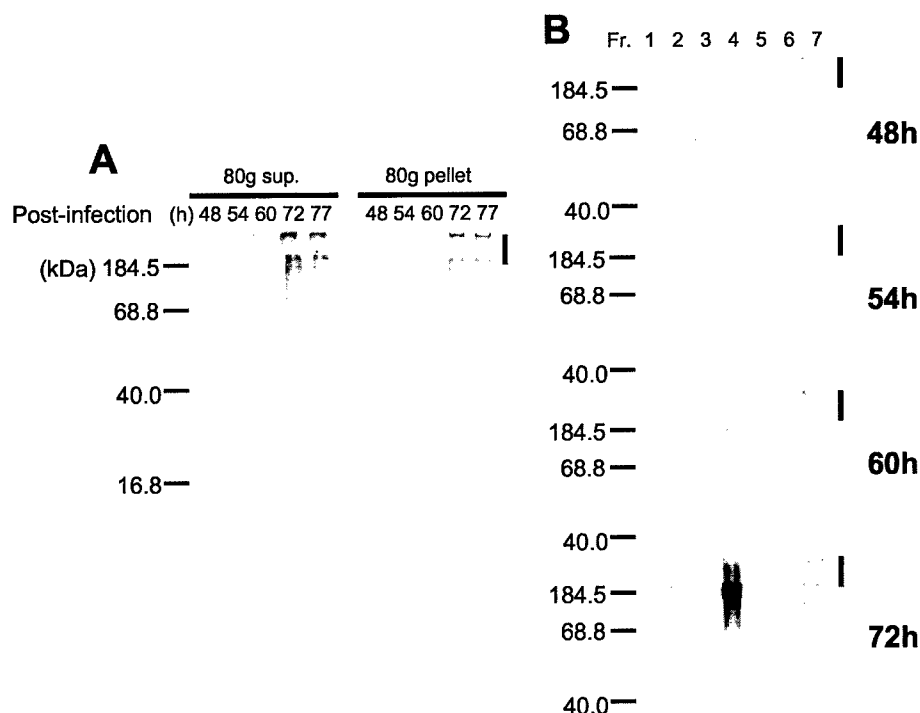 A
80g sup. 80g pellet
Post-infection (h) 48 54 60 72 77 48 54 60 72 77
(kDa) 184.5
68.8
40.0
16.8
B Fr. 1 2 3 4 5 6 7
184.5
68.8
48h
40.0
184.5
68.8
54h
40.0
184.5
68.8
60h
40.0
184.5
68.8
72h
40.0